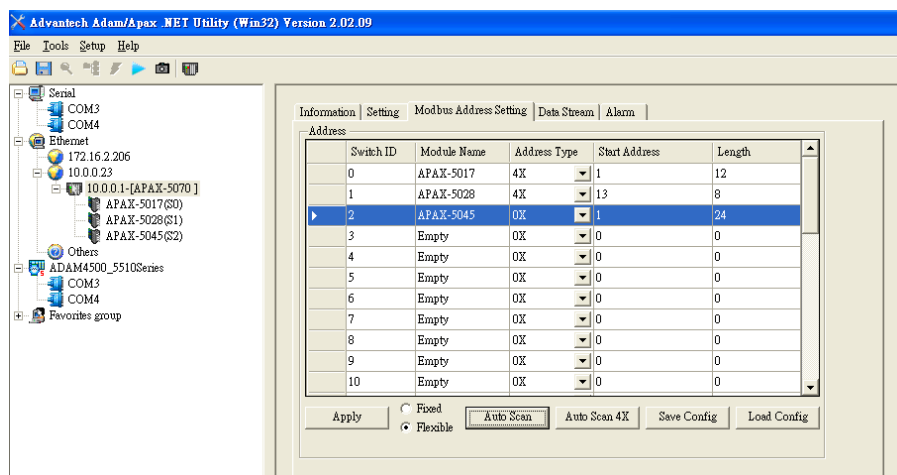 Advantech Adam/Apax .NET Utility (Win32) Version 2.02.09
File Tools Setup Help
Serial
COM3
COM4
Ethernet
172.16.2.206
10.0.0.23
10.0.0.1-[APAX-5070 ]
APAX-5017(S0)
APAX-5028(S1)
APAX-5045(S2)
Others
ADAM4500_5510Series
COM3
COM4
Favorites group
Information Setting Modbus Address Setting Data Stream Alarm
Address
Switch ID Module Name Address Type Start Address Length
0 APAX-5017 4X 1 12
1 APAX-5028 4X 13 8
2 APAX-5045 0X 1 24
3 Empty 0X 0 0
4 Empty 0X 0 0
5 Empty 0X 0 0
6 Empty 0X 0 0
7 Empty 0X 0 0
8 Empty 0X 0 0
9 Empty 0X 0 0
10 Empty 0X 0 0
Apply Fixed Flexible Auto Scan Auto Scan 4X Save Config Load Config